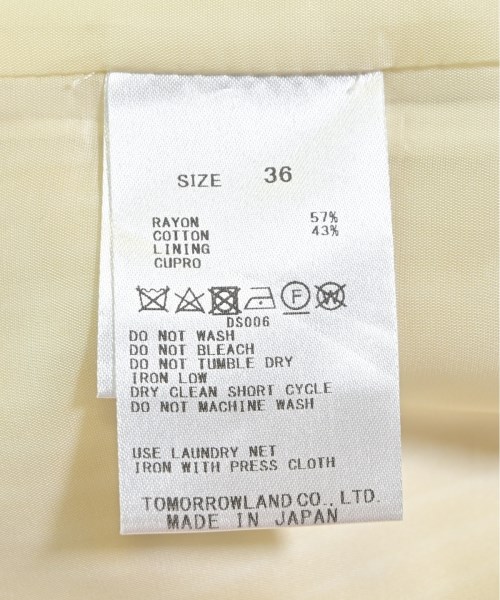 SIZE 36
RAYON 57%
COTTON 43%
LINING
CUPRO
F W
DS006
DO NOT WASH
DO NOT BLEACH
DO NOT TUMBLE DRY
IRON LOW
DRY CLEAN SHORT CYCLE
DO NOT MACHINE WASH
USE LAUNDRY NET
IRON WITH PRESS CLOTH
TOMORROWLAND CO., LTD.
MADE IN JAPAN